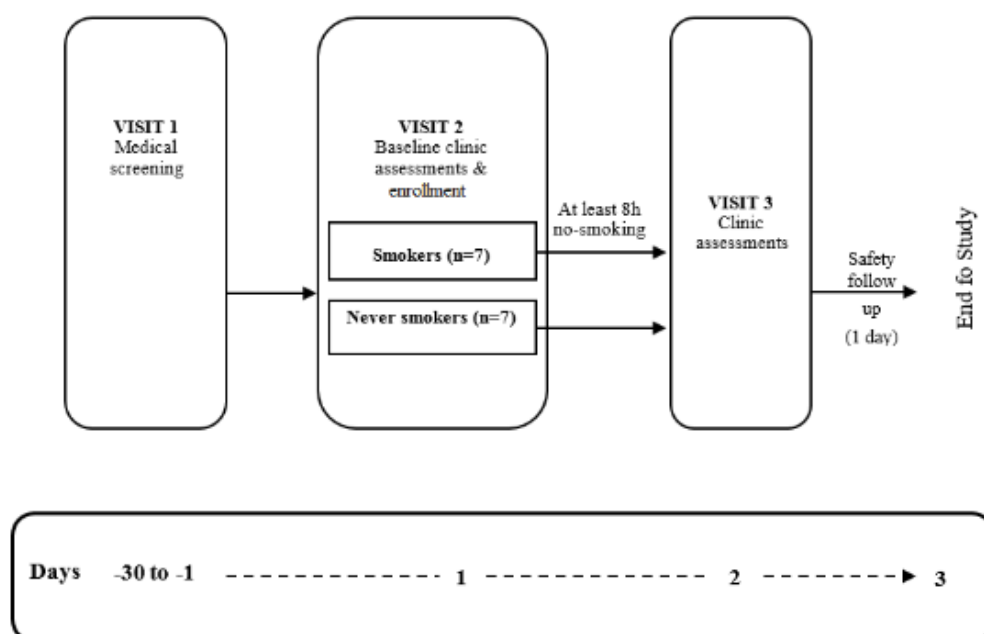 VISIT 1
Medical
screening
VISIT 2
Baseline clinic
assessments &
enrollment
Smokers (n=7)
Never smokers (n=7)
At least 8h
no-smoking
VISIT 3
Clinic
assessments
Safety
follow
up
(1 day)
End fo Study
Days -30 to -1 1 2 3